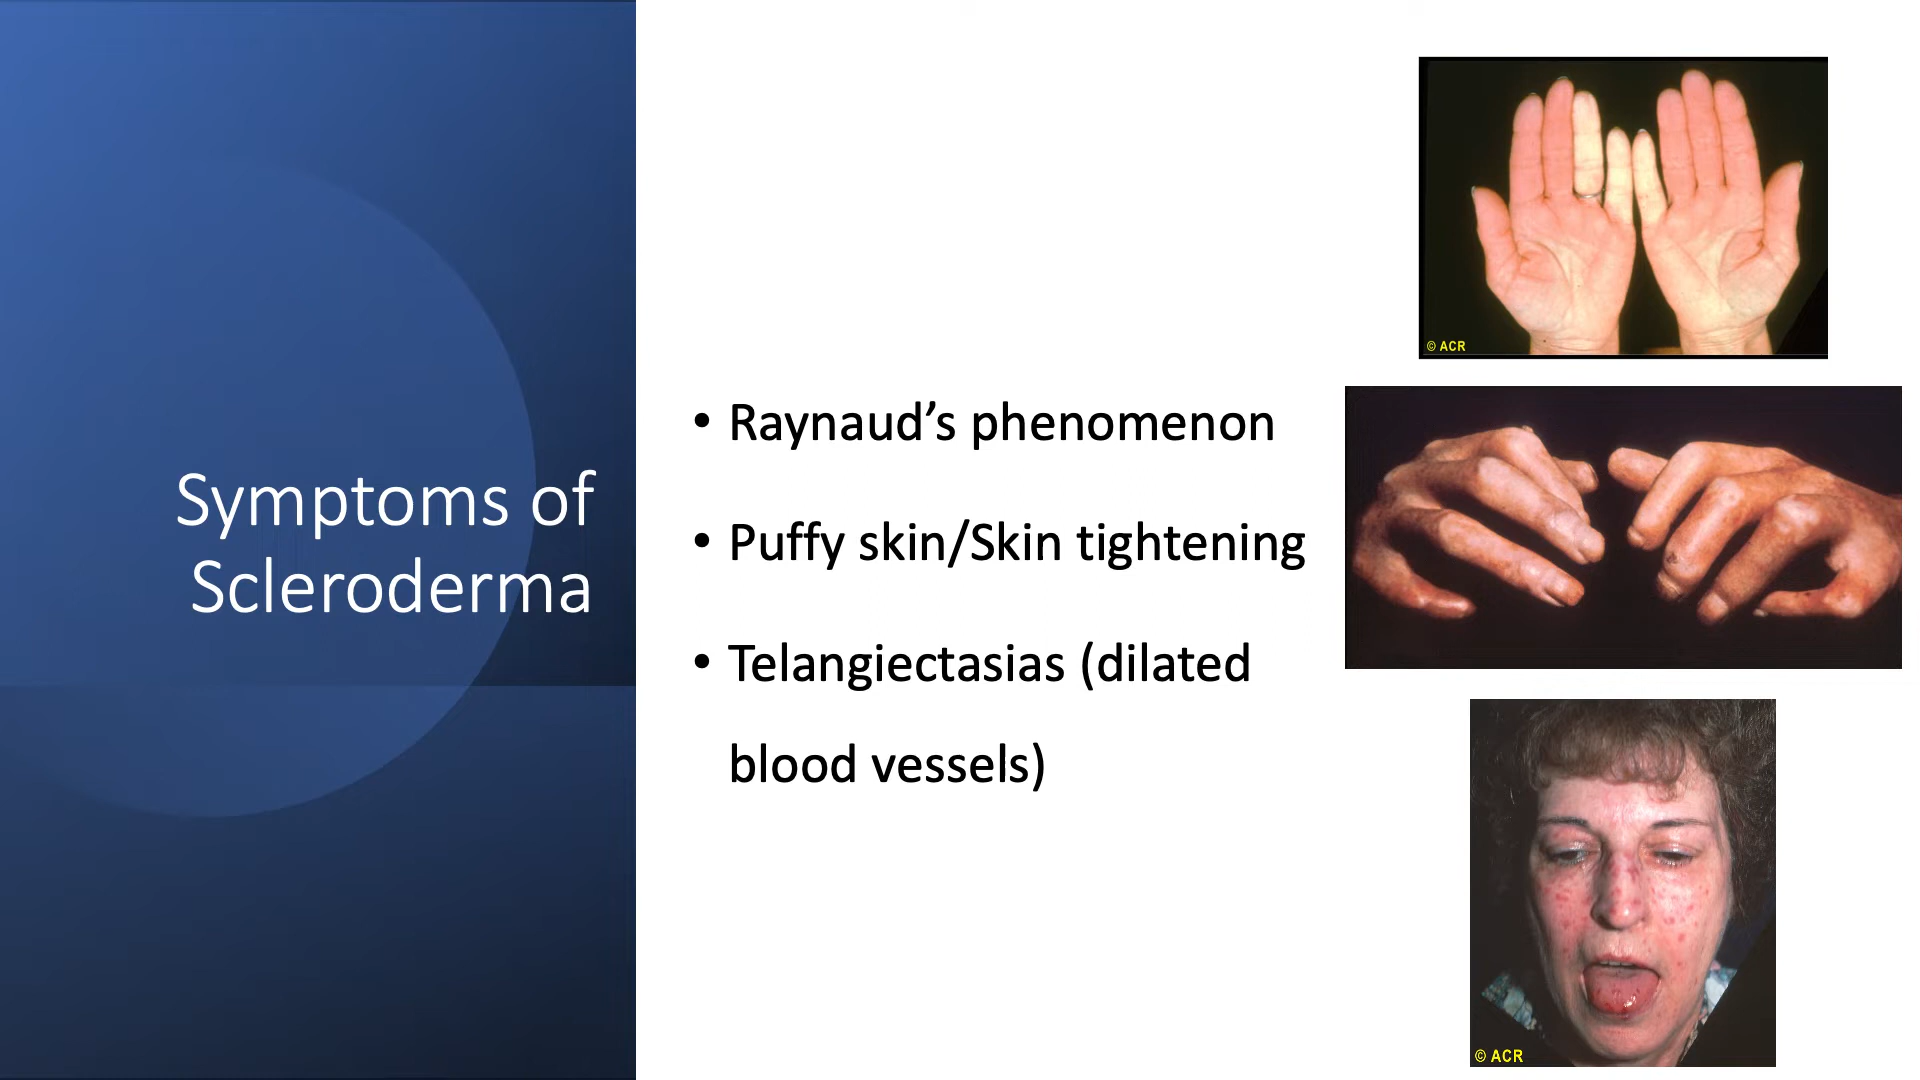 Symptoms of
Scleroderma
• Raynaud’s phenomenon
• Puffy skin/Skin tightening
• Telangiectasias (dilated
blood vessels)
© ACR
© ACR